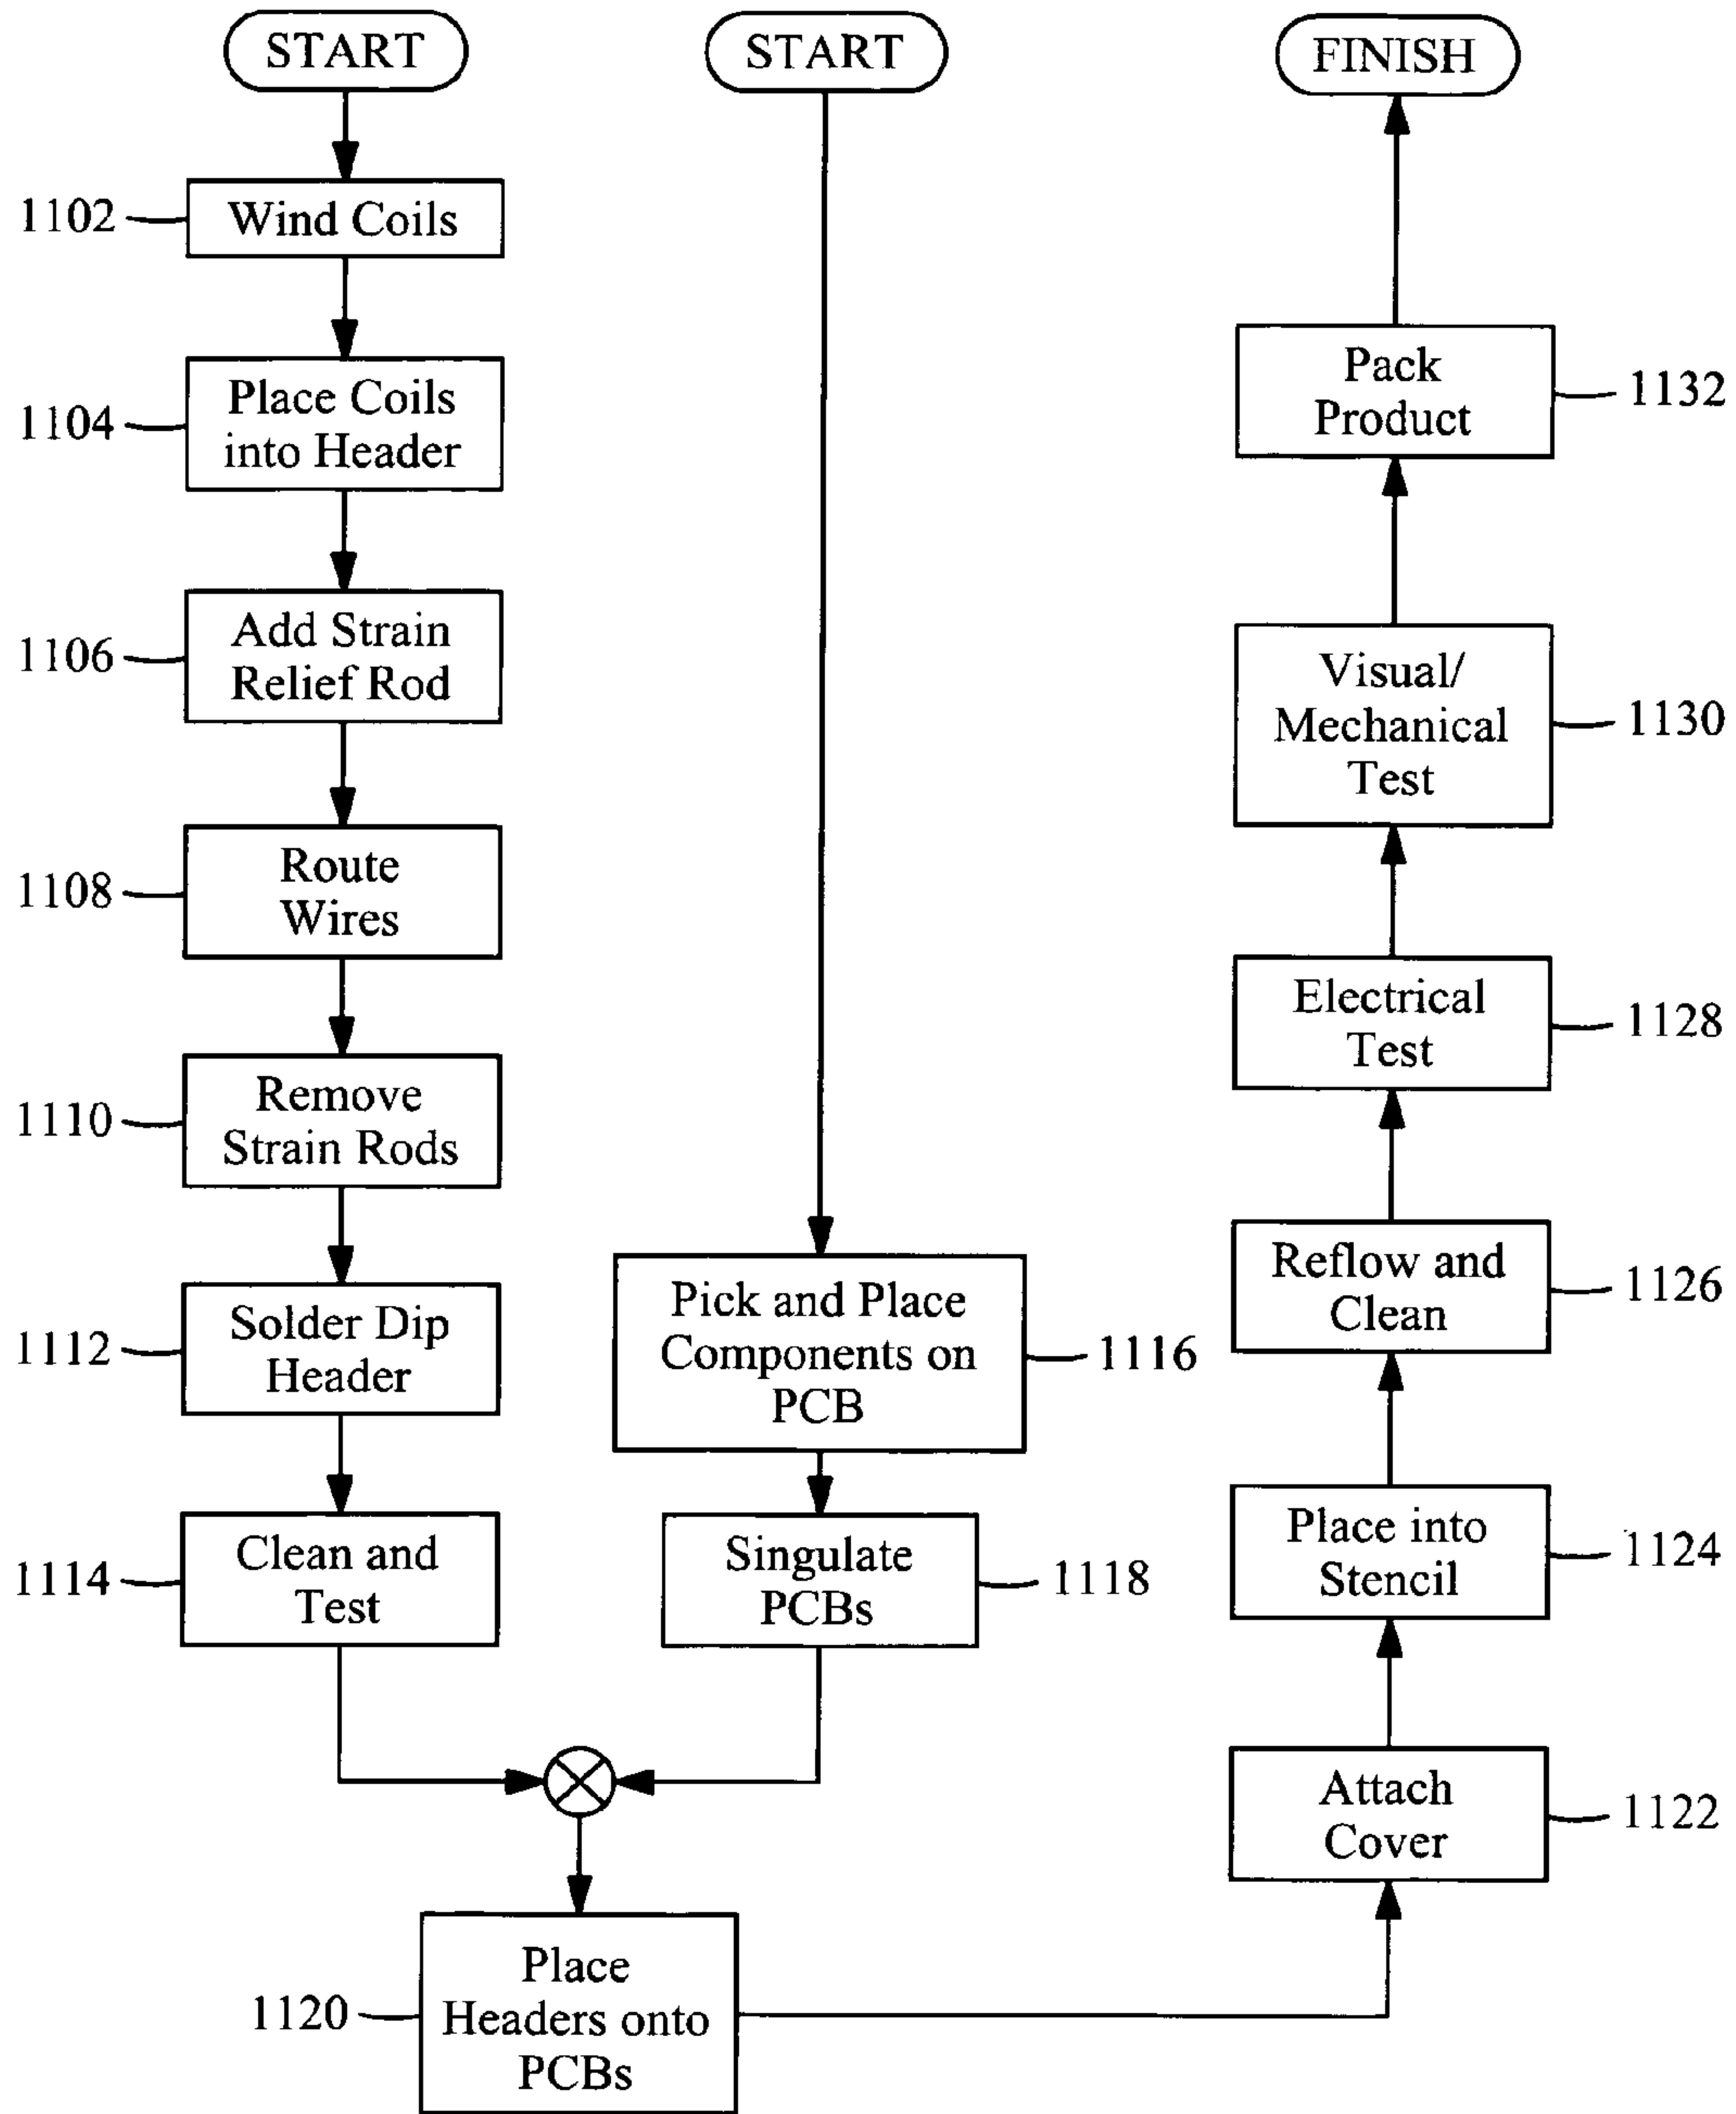 START
1102
Wind Coils
1104
Place Coils
into Header
1106
Add Strain
Relief Rod
1108
Route
Wires
1110
Remove
Strain Rods
1112
Solder Dip
Header
1114
Clean and
Test
START
Pick and Place
Components on
PCB
1116
Singulate
PCBs
1118
1120
Place
Headers onto
PCBs
FINISH
Pack
Product
1132
Visual/
Mechanical
Test
1130
Electrical
Test
1128
Reflow and
Clean
1126
Place into
Stencil
1124
Attach
Cover
1122